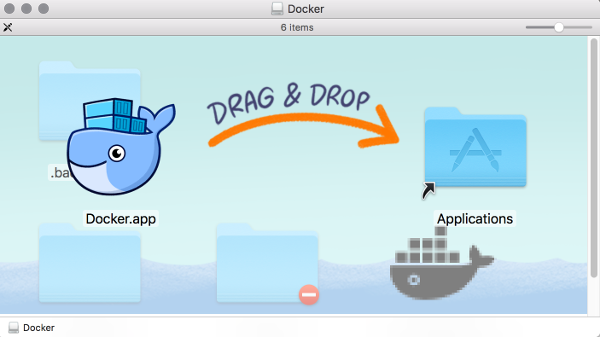 Docker
6 items
DRAG & DROP
.ba
Docker.app
Applications
Docker